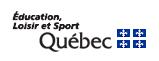 Éducation,
Loisir et Sport
Québec